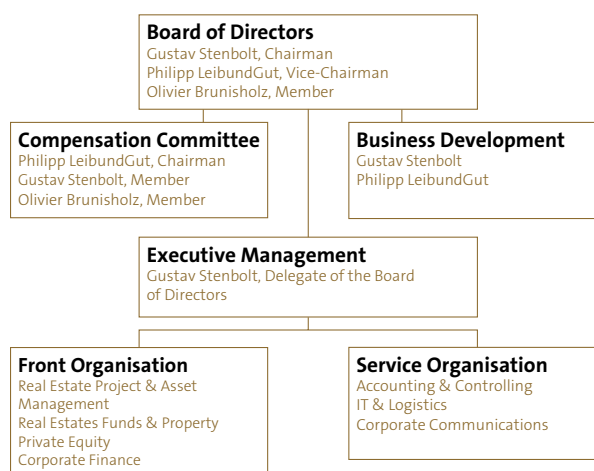 Board of Directors
Gustav Stenbolt, Chairman
Philipp LeibundGut, Vice-Chairman
Olivier Brunisholz, Member
Compensation Committee
Philipp LeibundGut, Chairman
Gustav Stenbolt, Member
Olivier Brunisholz, Member
Business Development
Gustav Stenbolt
Philipp LeibundGut
Executive Management
Gustav Stenbolt, Delegate of the Board
of Directors
Front Organisation
Real Estate Project & Asset
Management
Real Estates Funds & Property
Private Equity
Corporate Finance
Service Organisation
Accounting & Controlling
IT & Logistics
Corporate Communications